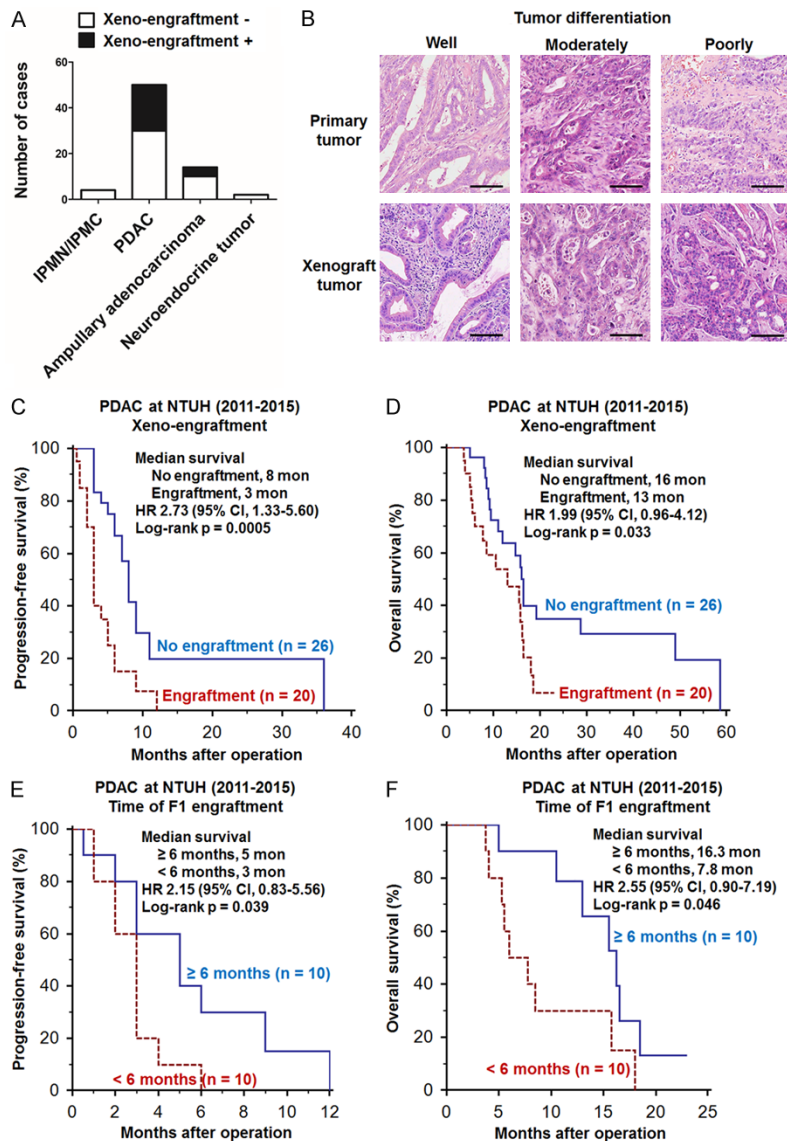 A
Xeno-engraftment -
Xeno-engraftment +
Number of cases
60
40
20
0
IPMN/IPMC
PDAC
Ampullary adenocarcinoma
Neuroendocrine tumor
B
Tumor differentiation
Well
Moderately
Poorly
Primary
tumor
Xenograft
tumor
C
PDAC at NTUH (2011-2015)
Xeno-engraftment
Progression-free survival (%)
100
80
60
40
20
0
Median survival
No engraftment, 8 mon
Engraftment, 3 mon
HR 2.73 (95% CI, 1.33-5.60)
Log-rank p = 0.0005
No engraftment (n = 26)
Engraftment (n = 20)
0 10 20 30 40
Months after operation
D
PDAC at NTUH (2011-2015)
Xeno-engraftment
Overall survival (%)
100
80
60
40
20
0
Median survival
No engraftment, 16 mon
Engraftment, 13 mon
HR 1.99 (95% CI, 0.96-4.12)
Log-rank p = 0.033
No engraftment (n = 26)
Engraftment (n = 20)
0 10 20 30 40 50 60
Months after operation
E
PDAC at NTUH (2011-2015)
Time of F1 engraftment
Progression-free survival (%)
100
80
60
40
20
0
Median survival
≥ 6 months, 5 mon
< 6 months, 3 mon
HR 2.15 (95% CI, 0.83-5.56)
Log-rank p = 0.039
≥ 6 months (n = 10)
< 6 months (n = 10)
0 2 4 6 8 10 12
Months after operation
F
PDAC at NTUH (2011-2015)
Time of F1 engraftment
Overall survival (%)
100
80
60
40
20
0
Median survival
≥ 6 months, 16.3 mon
< 6 months, 7.8 mon
HR 2.55 (95% CI, 0.90-7.19)
Log-rank p = 0.046
≥ 6 months (n = 10)
< 6 months (n = 10)
0 5 10 15 20 25
Months after operation